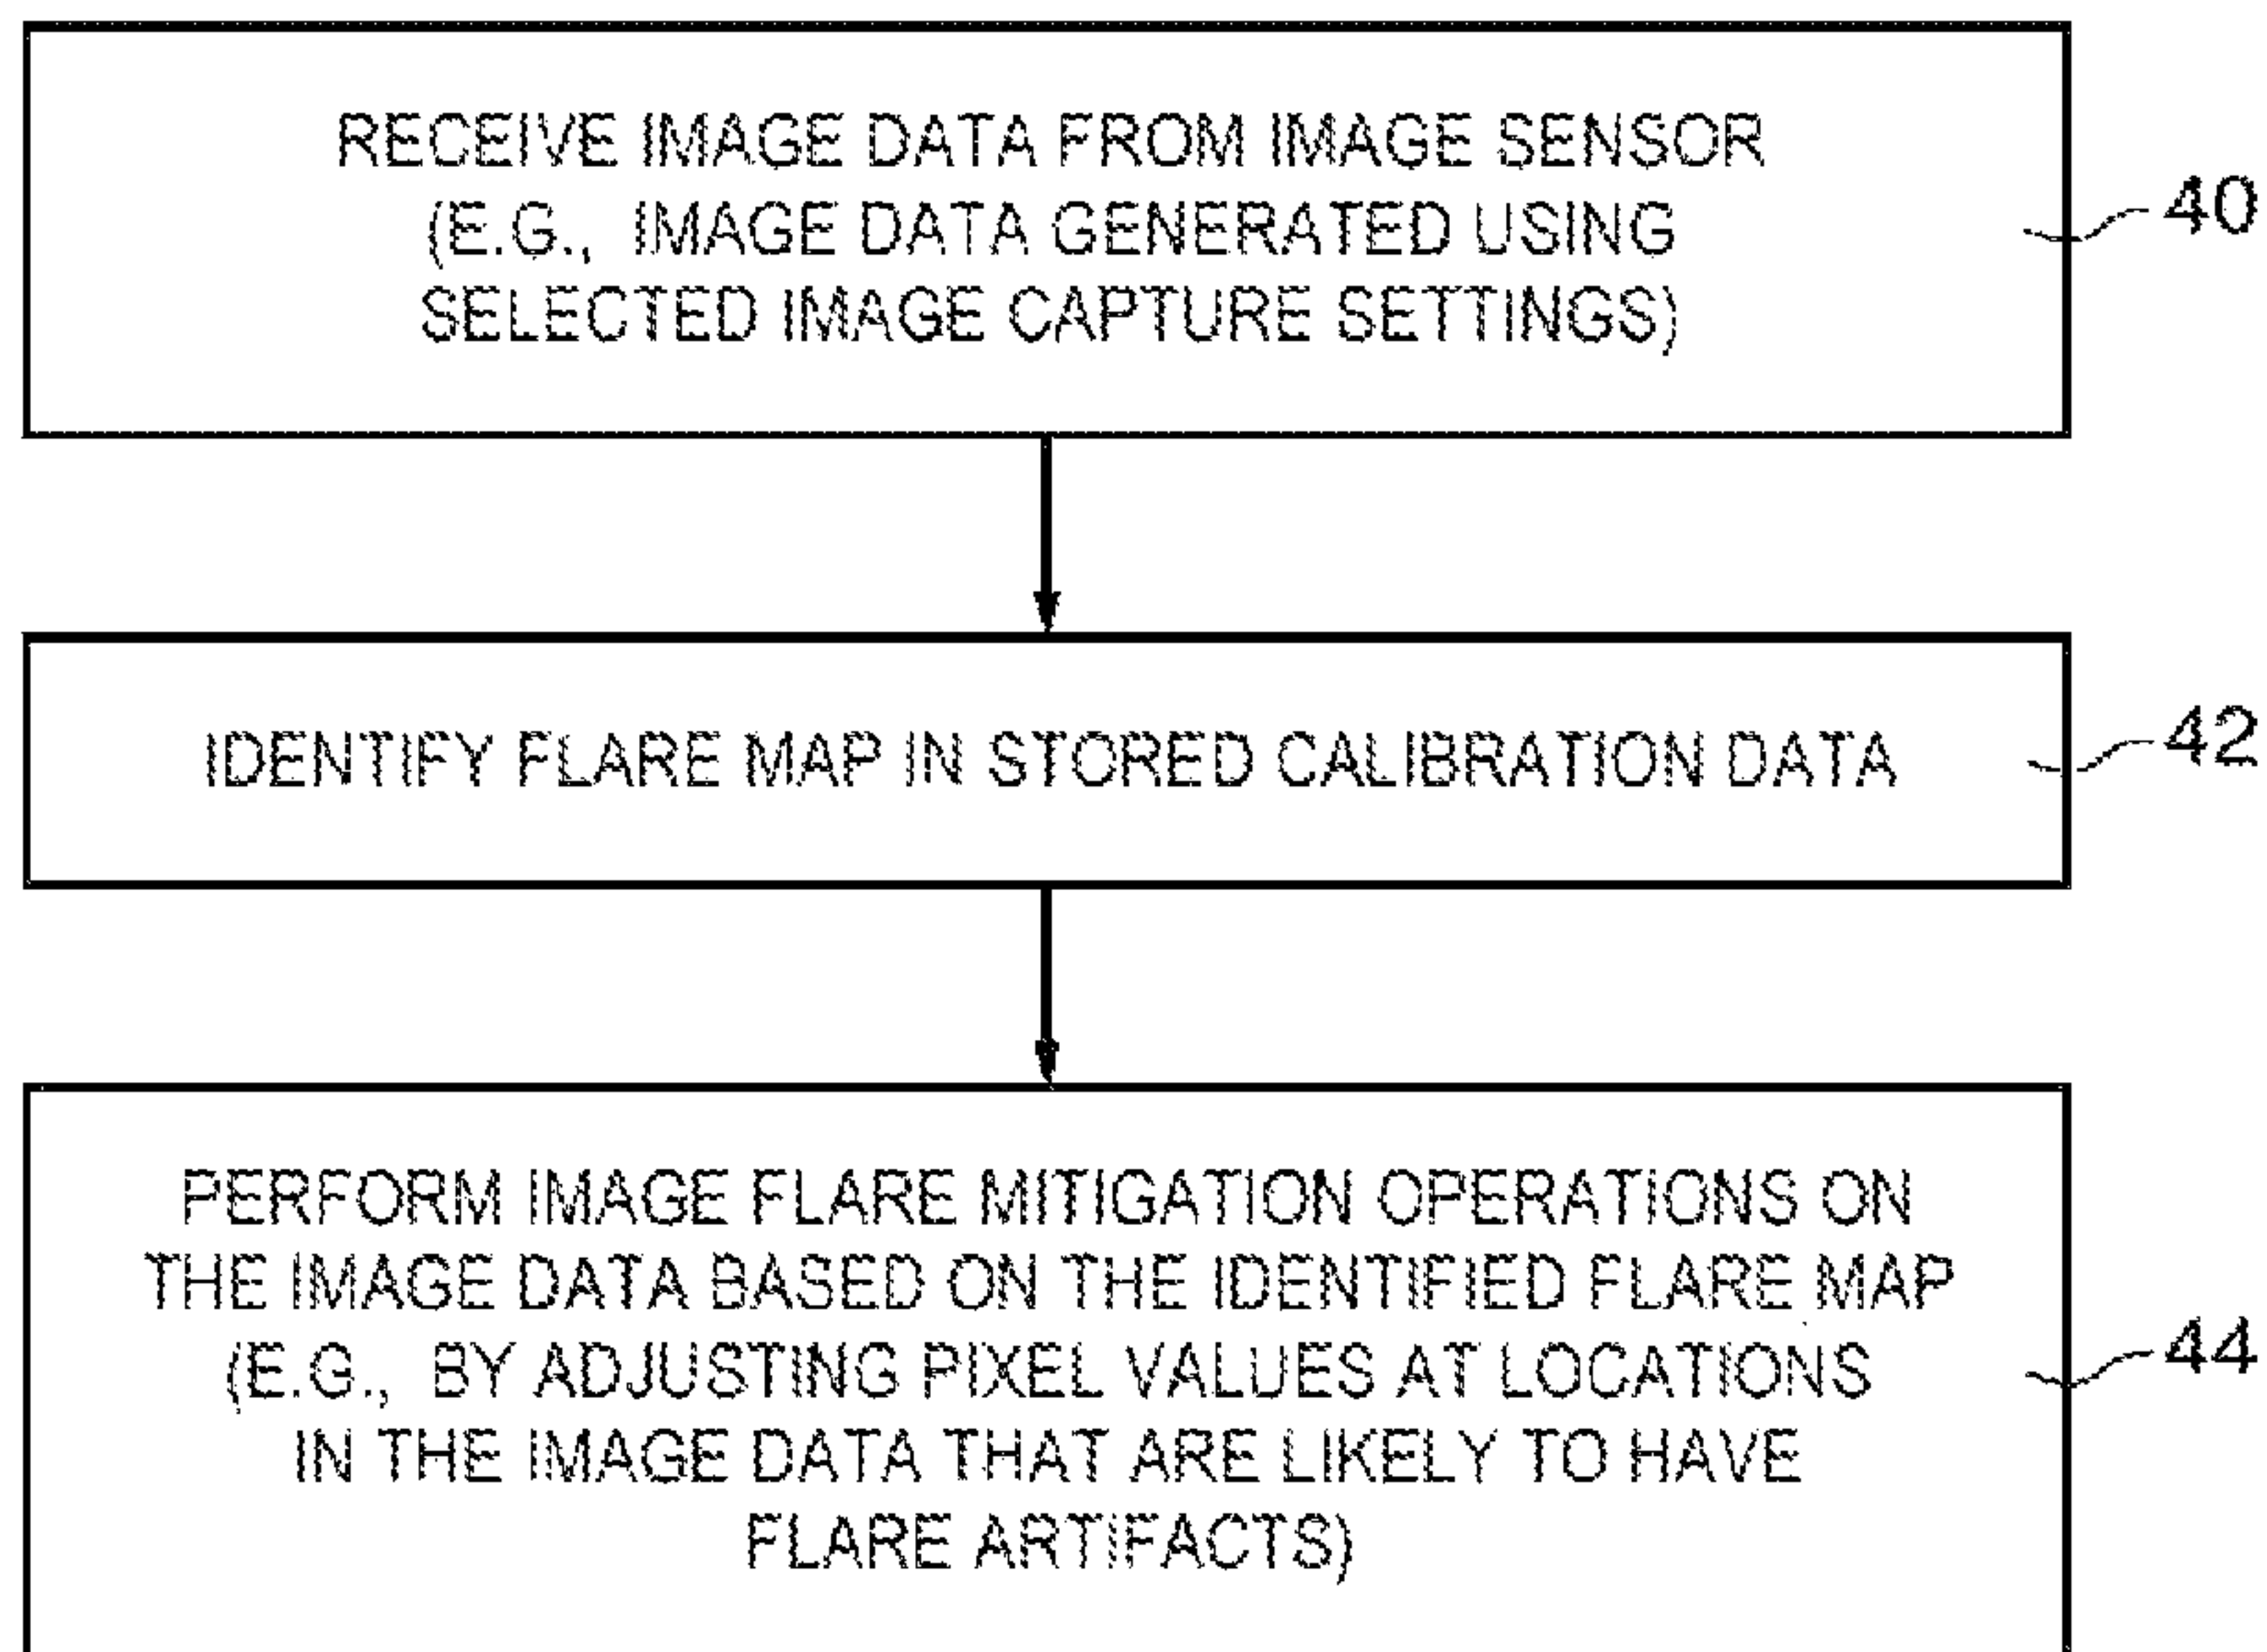 RECEIVE IMAGE DATA FROM IMAGE SENSOR
(E.G., IMAGE DATA GENERATED USING
SELECTED IMAGE CAPTURE SETTINGS)
40
IDENTIFY FLARE MAP IN STORED CALIBRATION DATA
42
PERFORM IMAGE FLARE MITIGATION OPERATIONS ON
THE IMAGE DATA BASED ON THE IDENTIFIED FLARE MAP
(E.G., BY ADJUSTING PIXEL VALUES AT LOCATIONS
IN THE IMAGE DATA THAT ARE LIKELY TO HAVE
FLARE ARTIFACTS)
44